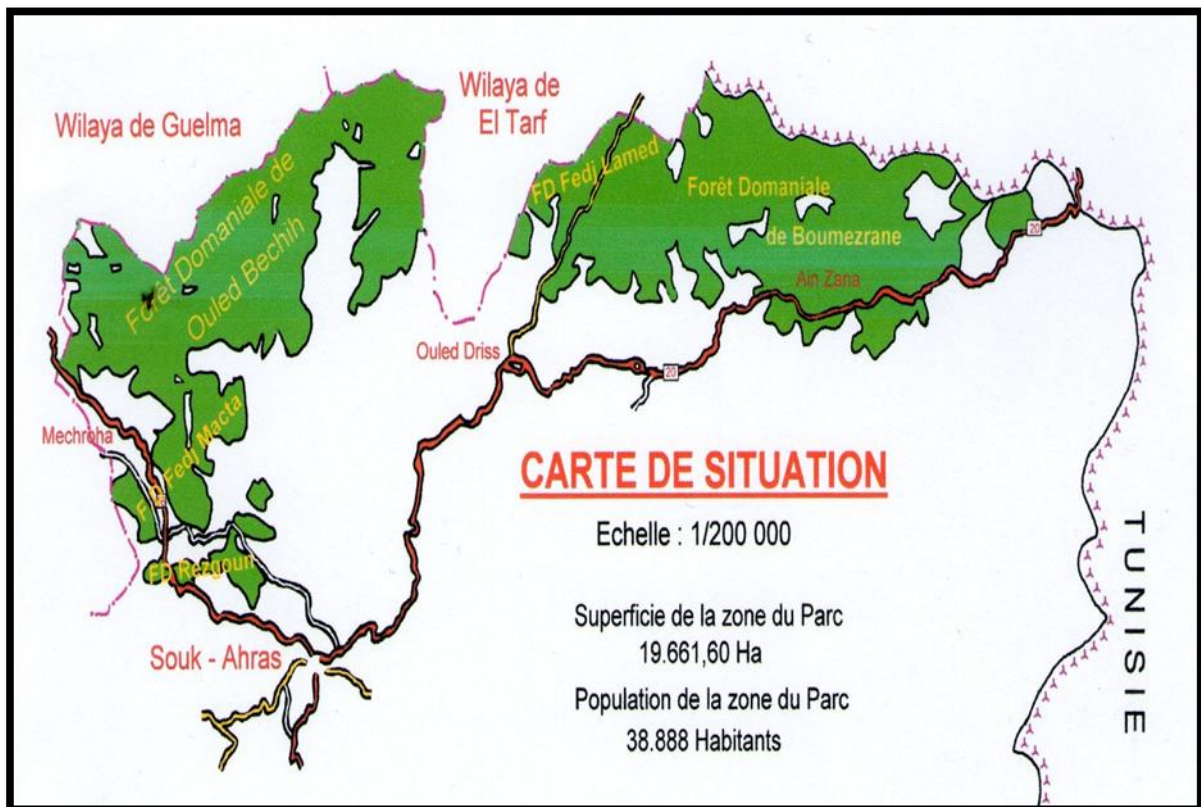 Wilaya de Guelma
Wilaya de
El Tarf
Forêt Domaniale de
Ouled Bechih
FD Fedj Lamed
Forêt Domaniale
de Boumezrane
20
Ain Zana
Ouled Driss
20
Mechroha
FD Fedj Macta
FD Rezgoun
Souk - Ahras
CARTE DE SITUATION
Echelle : 1/200 000
Superficie de la zone du Parc
19.661,60 Ha
Population de la zone du Parc
38.888 Habitants
TUNISIE